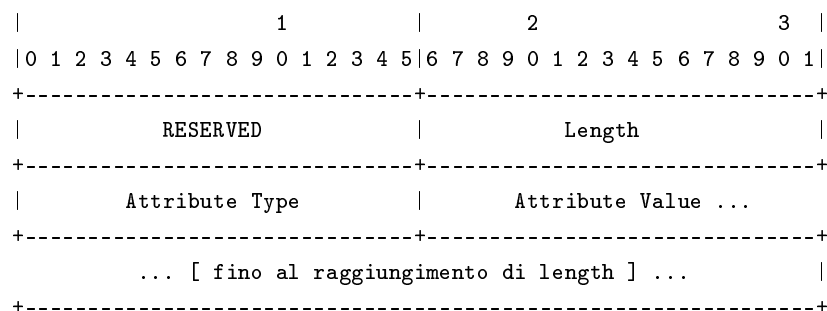 |                    1          |        2                   3  |
|0 1 2 3 4 5 6 7 8 9 0 1 2 3 4 5|6 7 8 9 0 1 2 3 4 5 6 7 8 9 0 1|
+-------------------------------+-------------------------------+
|           RESERVED            |           Length              |
+-------------------------------+-------------------------------+
|        Attribute Type         |       Attribute Value ...     |
+-------------------------------+-------------------------------+
         ... [ fino al raggiungimento di length ] ...           |
+---------------------------------------------------------------+